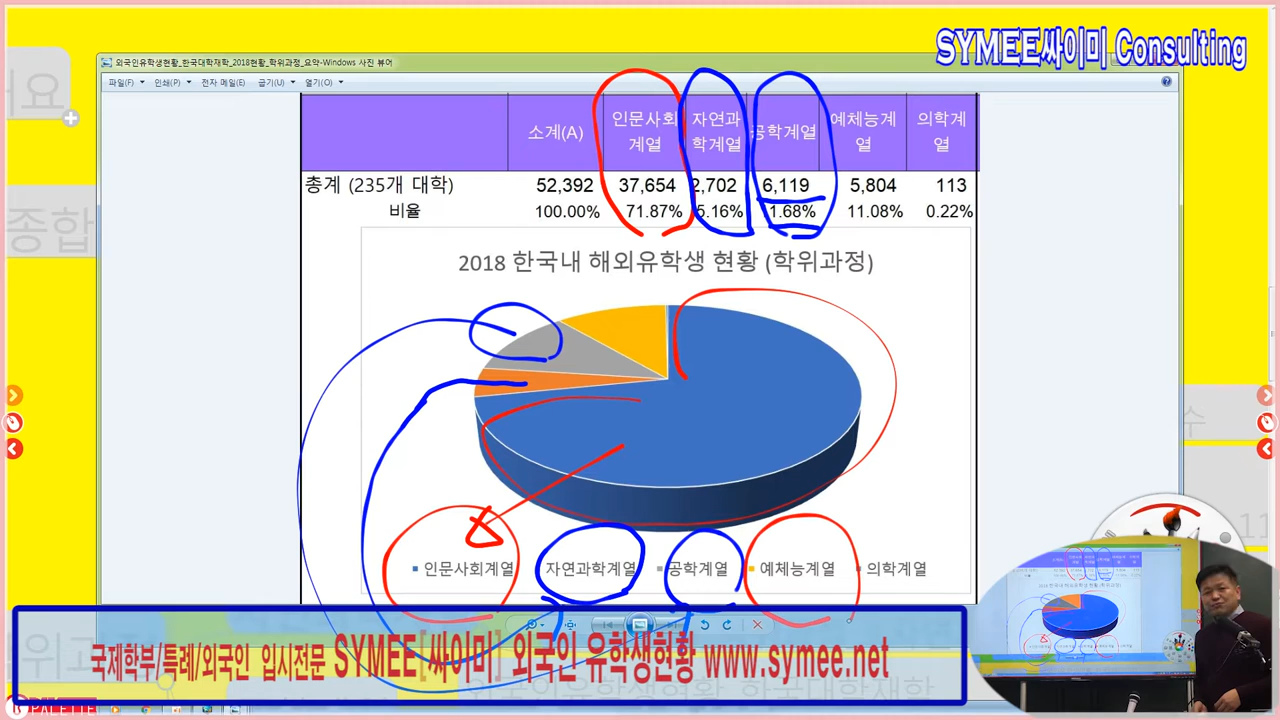 SYMEE싸이미 Consulting
외국인유학생현황_한국대학재학_2018현황_학위과정_요약-Windows 사진 뷰어
파일(F) 인쇄(P) 전자 메일(E) 굽기(U) 열기(O)
소계(A) 인문사회계열 자연과학계열 공학계열 예체능계열 의학계열
총계 (235개 대학) 52,392 37,654 2,702 6,119 5,804 113
비율 100.00% 71.87% 5.16% 11.68% 11.08% 0.22%
2018 한국내 해외유학생 현황 (학위과정)
인문사회계열 자연과학계열 공학계열 예체능계열 의학계열
국제학부/특례/외국인 입시전문 SYMEE[싸이미] 외국인 유학생현황 www.symee.net
종합
PALETTE